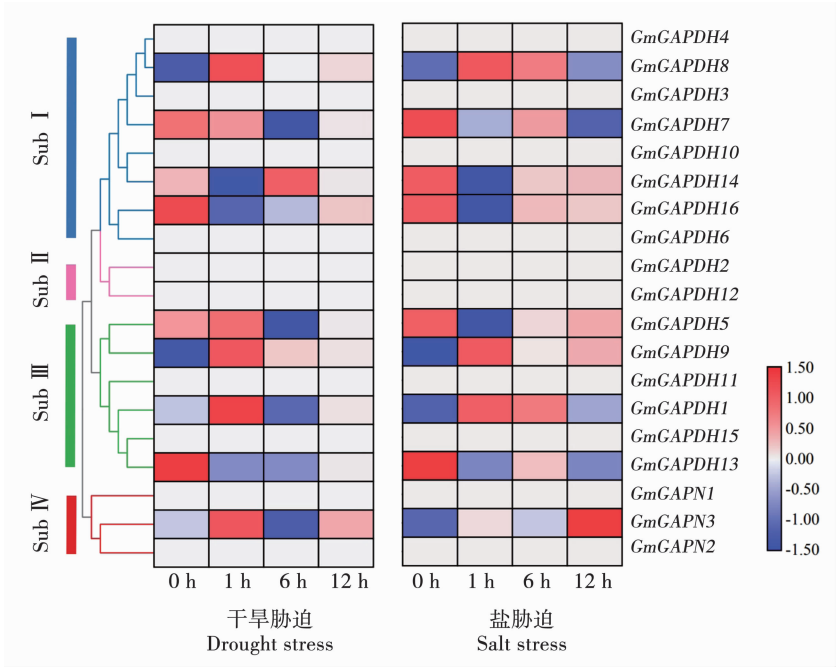 Sub Ⅰ
Sub Ⅱ
Sub Ⅲ
Sub Ⅳ
GmGAPDH4
GmGAPDH8
GmGAPDH3
GmGAPDH7
GmGAPDH10
GmGAPDH14
GmGAPDH16
GmGAPDH6
GmGAPDH2
GmGAPDH12
GmGAPDH5
GmGAPDH9
GmGAPDH11
GmGAPDH1
GmGAPDH15
GmGAPDH13
GmGAPN1
GmGAPN3
GmGAPN2
1.50
1.00
0.50
0.00
-0.50
-1.00
-1.50
0 h 1 h 6 h 12 h
0 h 1 h 6 h 12 h
干旱胁迫
Drought stress
盐胁迫
Salt stress